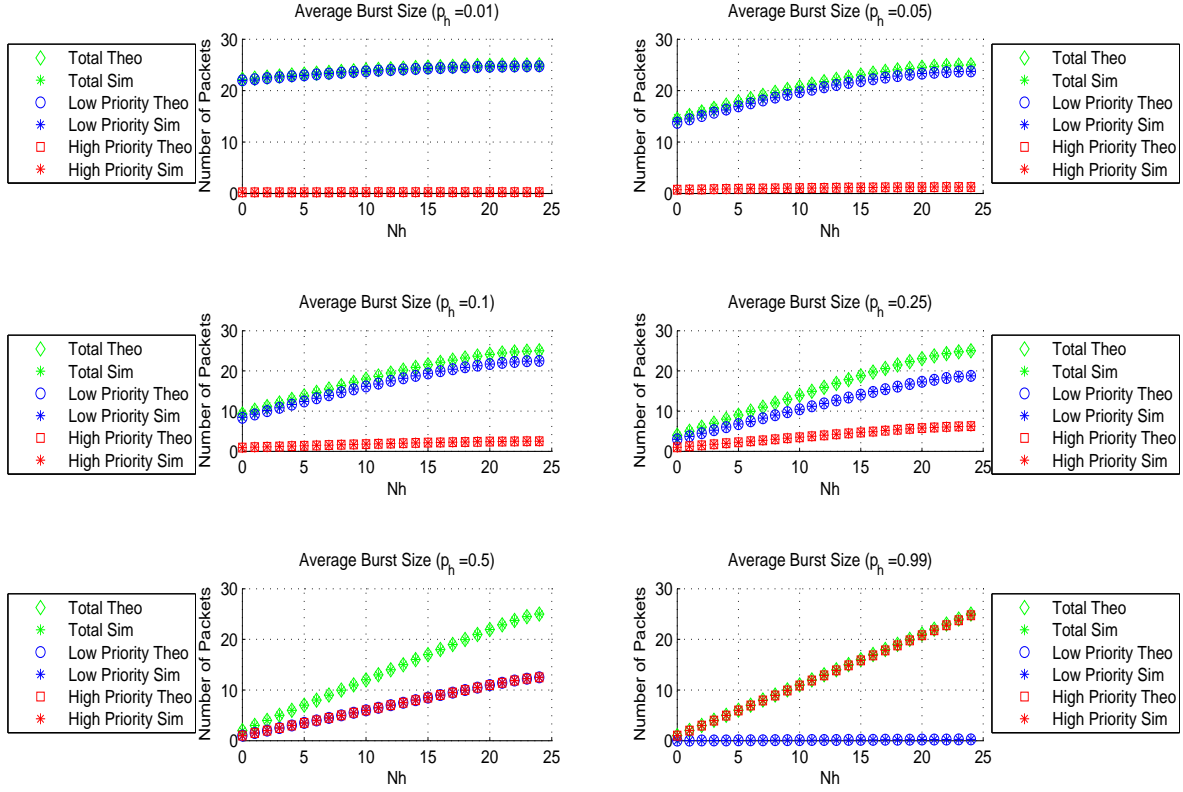 Average Burst Size (p_h =0.01)
Total Theo
Total Sim
Low Priority Theo
Low Priority Sim
High Priority Theo
High Priority Sim
Number of Packets
30
20
10
0
0 5 10 15 20 25
Nh
Average Burst Size (p_h =0.05)
Number of Packets
30
20
10
0
0 5 10 15 20 25
Nh
Total Theo
Total Sim
Low Priority Theo
Low Priority Sim
High Priority Theo
High Priority Sim
Average Burst Size (p_h =0.1)
Total Theo
Total Sim
Low Priority Theo
Low Priority Sim
High Priority Theo
High Priority Sim
Number of Packets
30
20
10
0
0 5 10 15 20 25
Nh
Average Burst Size (p_h =0.25)
Number of Packets
30
20
10
0
0 5 10 15 20 25
Nh
Total Theo
Total Sim
Low Priority Theo
Low Priority Sim
High Priority Theo
High Priority Sim
Average Burst Size (p_h =0.5)
Total Theo
Total Sim
Low Priority Theo
Low Priority Sim
High Priority Theo
High Priority Sim
Number of Packets
30
20
10
0
0 5 10 15 20 25
Nh
Average Burst Size (p_h =0.99)
Number of Packets
30
20
10
0
0 5 10 15 20 25
Nh
Total Theo
Total Sim
Low Priority Theo
Low Priority Sim
High Priority Theo
High Priority Sim